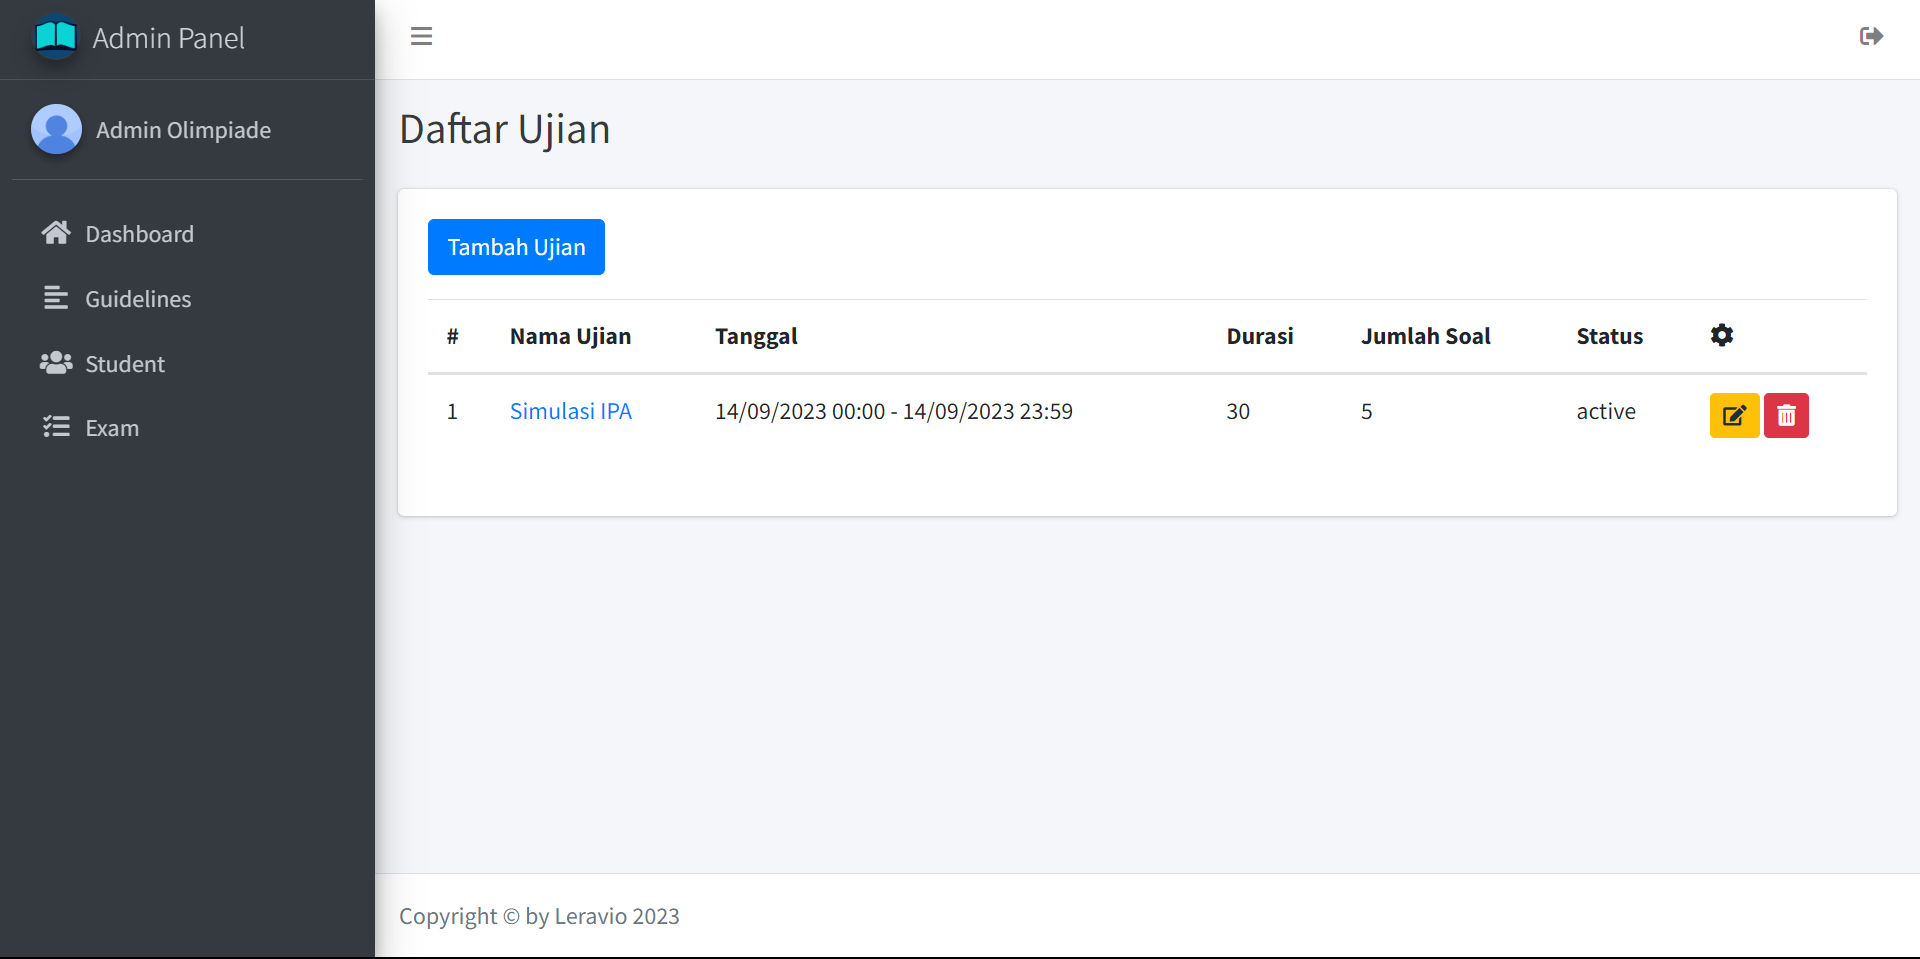 Admin Panel
Admin Olimpiade
Dashboard
Guidelines
Student
Exam
Daftar Ujian
Tambah Ujian
# Nama Ujian Tanggal Durasi Jumlah Soal Status
1 Simulasi IPA 14/09/2023 00:00 - 14/09/2023 23:59 30 5 active
Copyright © by Leravio 2023